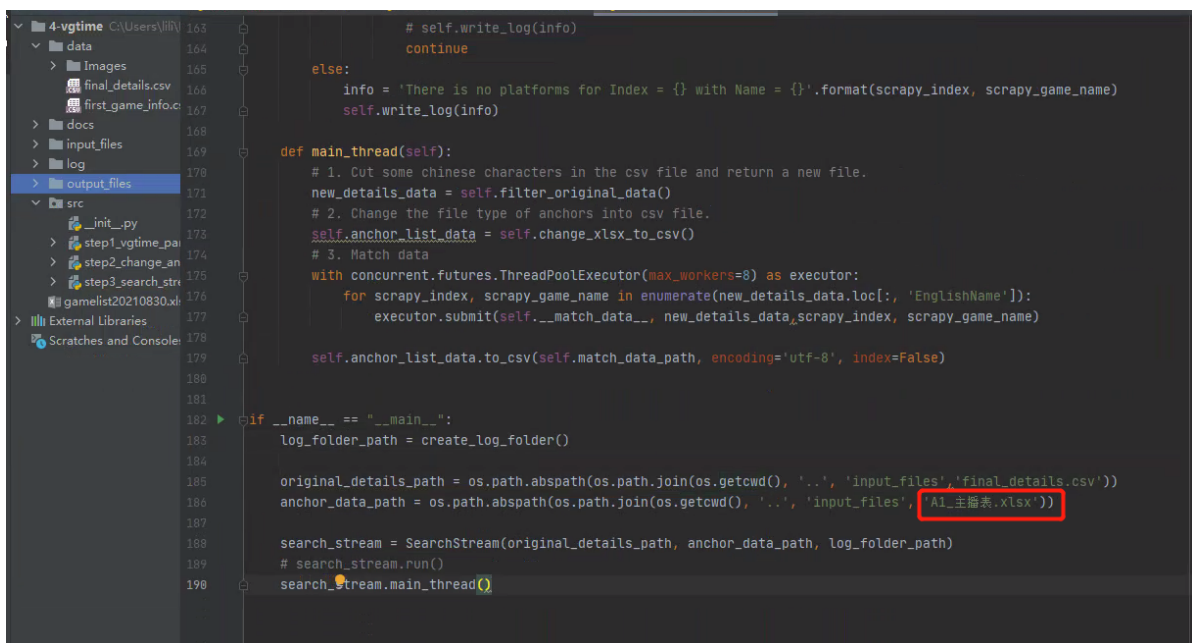 4-vgtime C:\Users\lili\
data
Images
final_details.csv
first_game_info.c
docs
input_files
log
output_files
src
__init__.py
step1_vgtime_pa
step2_change_an
step3_search_stre
gamelist20210830.xl
External Libraries
Scratches and Console
163 # self.write_log(info)
164 continue
165 else:
166 info = 'There is no platforms for Index = {} with Name = {}'.format(scrapy_index, scrapy_game_name)
167 self.write_log(info)
168
169 def main_thread(self):
170 # 1. Cut some chinese characters in the csv file and return a new file.
171 new_details_data = self.filter_original_data()
172 # 2. Change the file type of anchors into csv file.
173 self.anchor_list_data = self.change_xlsx_to_csv()
174 # 3. Match data
175 with concurrent.futures.ThreadPoolExecutor(max_workers=8) as executor:
176 for scrapy_index, scrapy_game_name in enumerate(new_details_data.loc[:, 'EnglishName']):
177 executor.submit(self.__match_data__, new_details_data,scrapy_index, scrapy_game_name)
178
179 self.anchor_list_data.to_csv(self.match_data_path, encoding='utf-8', index=False)
180
181
182 if __name__ == "__main__":
183 log_folder_path = create_log_folder()
184
185 original_details_path = os.path.abspath(os.path.join(os.getcwd(), '..', 'input_files','final_details.csv'))
186 anchor_data_path = os.path.abspath(os.path.join(os.getcwd(), '..', 'input_files', 'A1_主播表.xlsx'))
187
188 search_stream = SearchStream(original_details_path, anchor_data_path, log_folder_path)
189 # search_stream.run()
190 search_stream.main_thread()